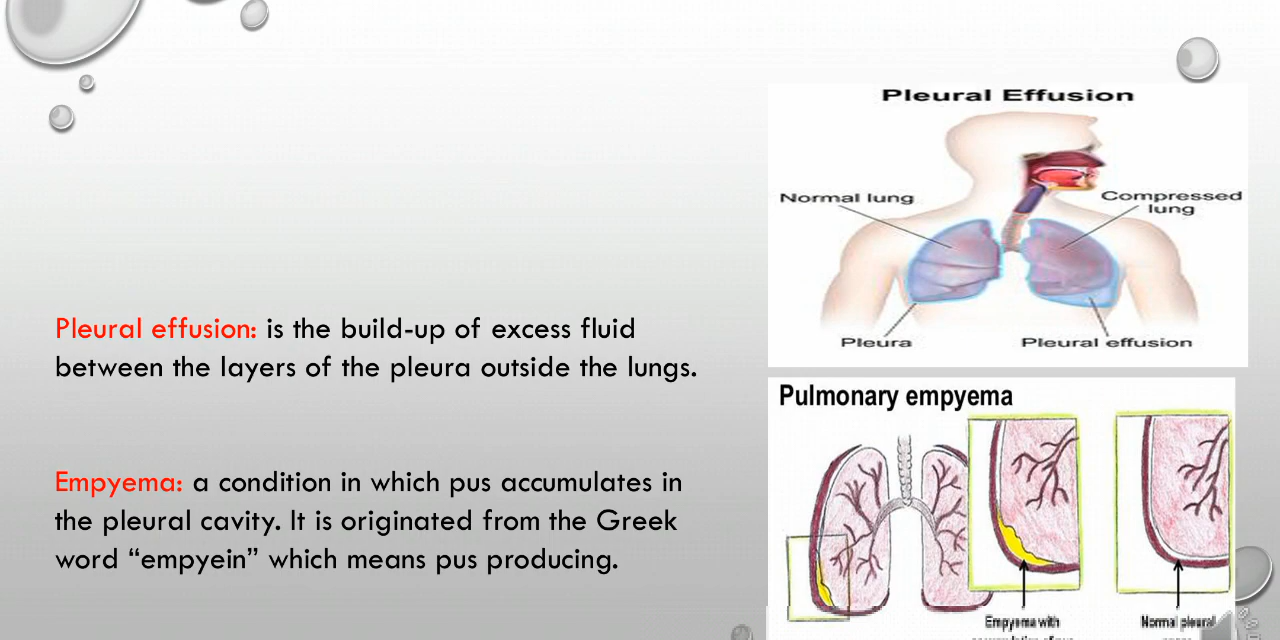 Pleural effusion: is the build-up of excess fluid
between the layers of the pleura outside the lungs.
Empyema: a condition in which pus accumulates in
the pleural cavity. It is originated from the Greek
word “empyein” which means pus producing.
Pleural Effusion
Normal lung
Compressed
lung
Pleura
Pleural effusion
Pulmonary empyema
Empyema with
Normal pleural